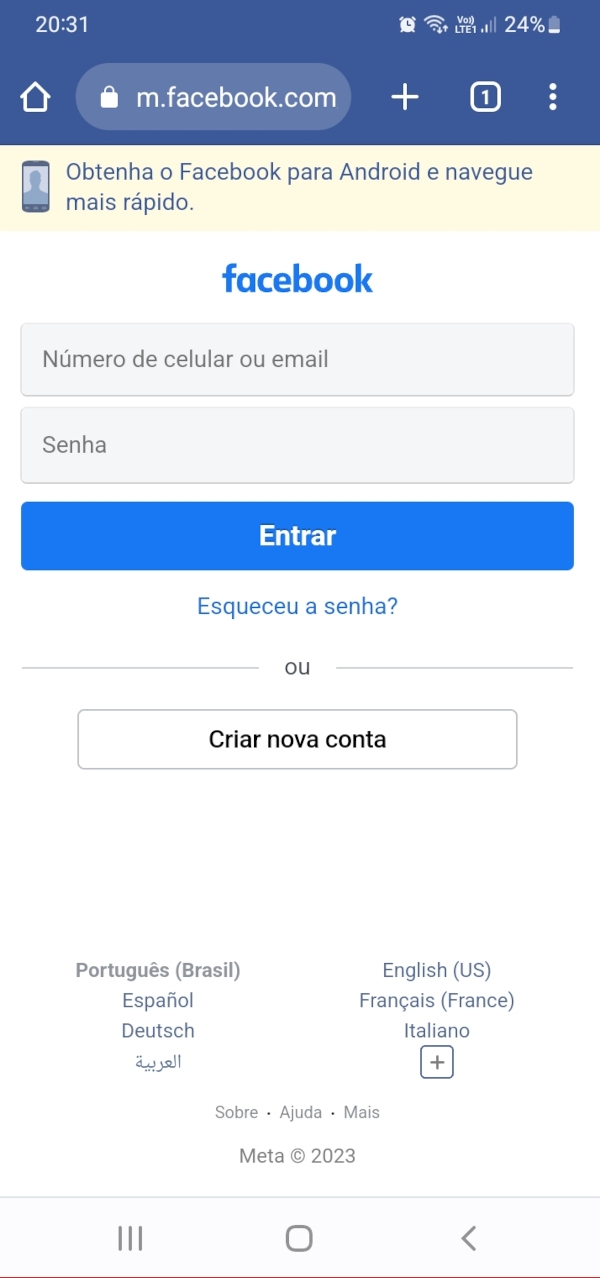 20:31
Vo)) LTE1 24%
m.facebook.com
1
Obtenha o Facebook para Android e navegue
mais rápido.
facebook
Número de celular ou email
Senha
Entrar
Esqueceu a senha?
ou
Criar nova conta
Português (Brasil) English (US)
Español Français (France)
Deutsch Italiano
العربية +
Sobre · Ajuda · Mais
Meta © 2023